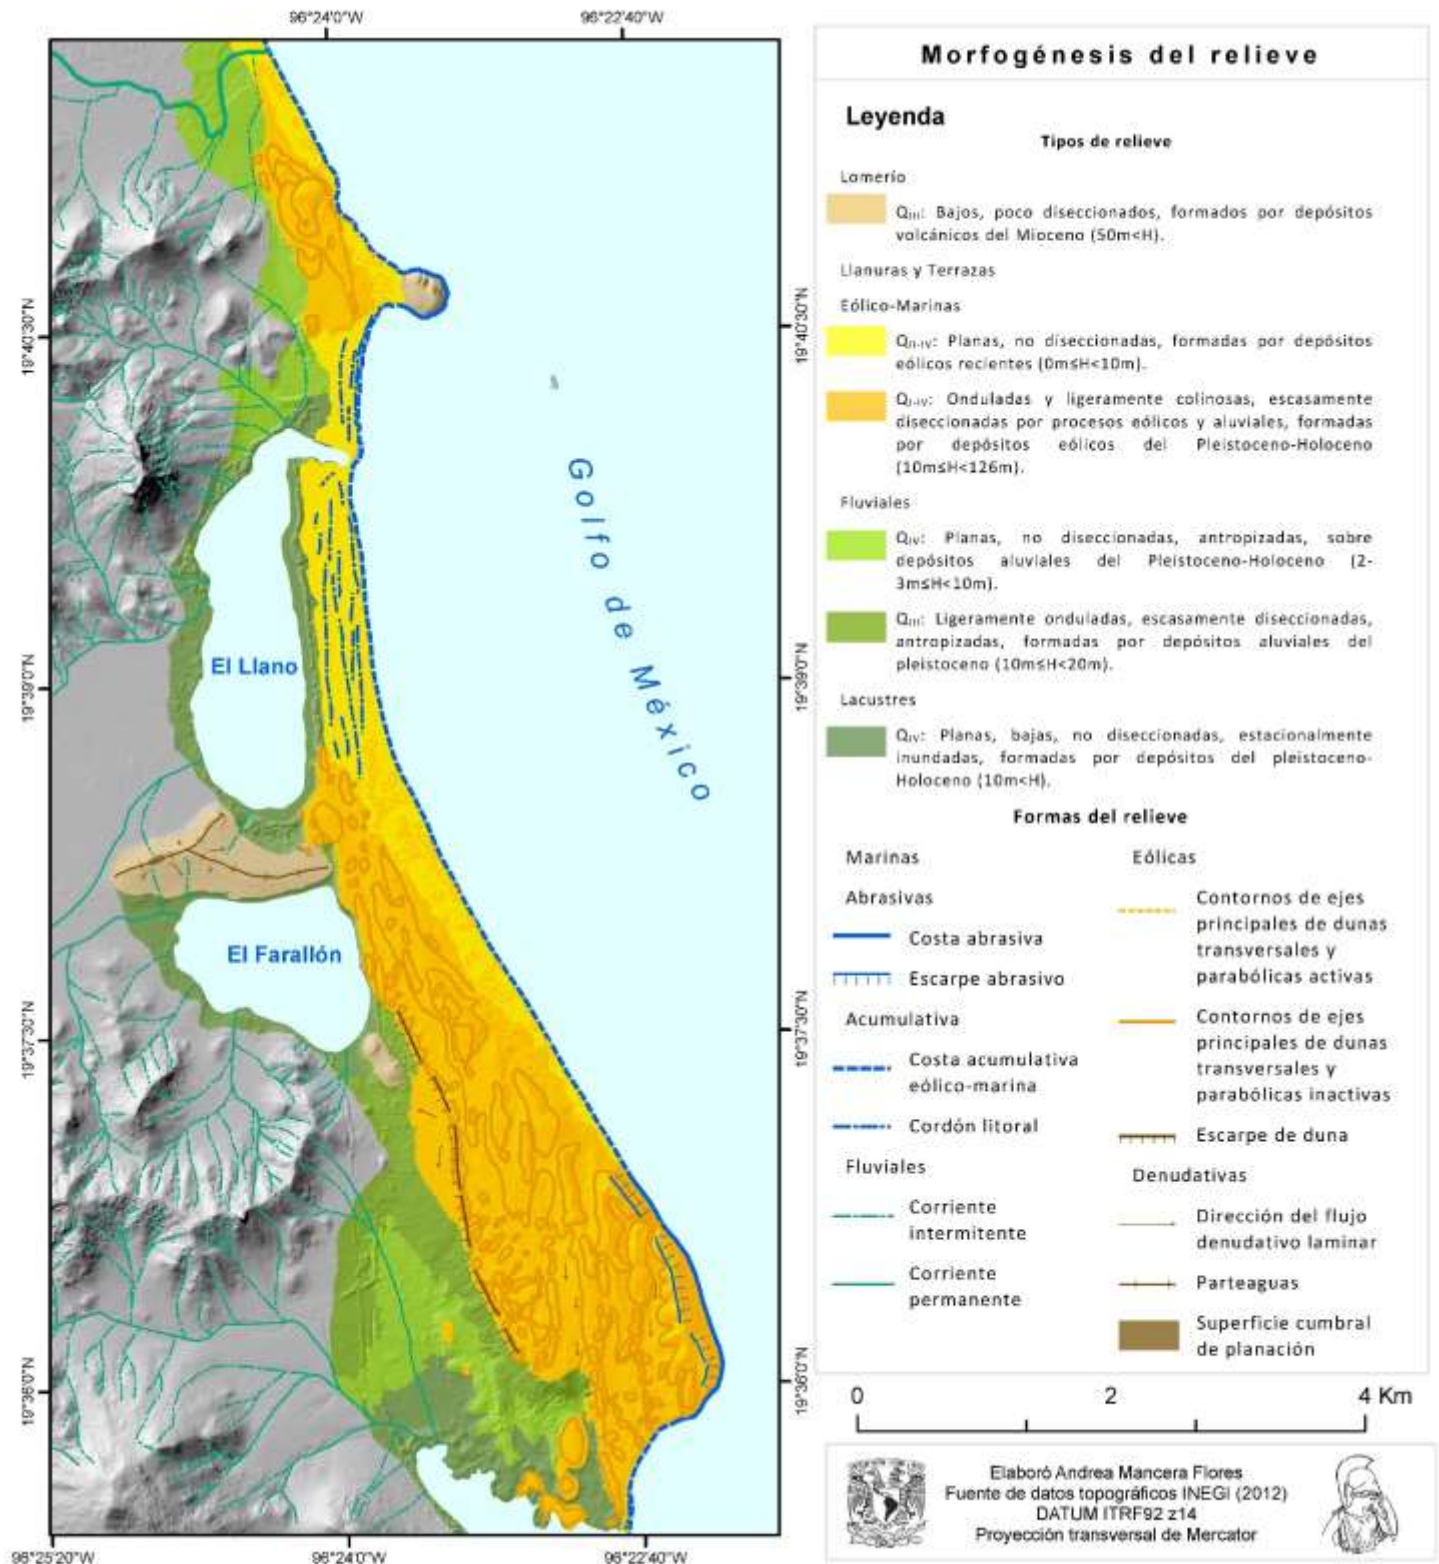 96°24'0"W
96°22'40"W
19°40'30"N
19°39'0"N
19°37'30"N
19°36'0"N
19°40'30"N
19°39'0"N
19°37'30"N
19°36'0"N
Golfo de México
El Llano
El Farallón
96°25'20"W
96°24'0"W
96°22'40"W
Morfogénesis del relieve
Leyenda
Tipos de relieve
Lomerío
QIII: Bajos, poco diseccionados, formados por depósitos
volcánicos del Mioceno (50m<H).
Llanuras y Terrazas
Eólico-Marinas
QII-IV: Planas, no diseccionadas, formadas por depósitos
eólicos recientes (0m≤H<10m).
QI-IV: Onduladas y ligeramente colinosas, escasamente
diseccionadas por procesos eólicos y aluviales, formadas
por depósitos eólicos del Pleistoceno-Holoceno
(10m≤H<126m).
Fluviales
QIV: Planas, no diseccionadas, antropizadas, sobre
depósitos aluviales del Pleistoceno-Holoceno (2-
3m≤H<10m).
QIII: Ligeramente onduladas, escasamente diseccionadas,
antropizadas, formadas por depósitos aluviales del
pleistoceno (10m≤H<20m).
Lacustres
QIV: Planas, bajas, no diseccionadas, estacionalmente
inundadas, formadas por depósitos del pleistoceno-
Holoceno (10m<H).
Formas del relieve
Marinas
Abrasivas
Costa abrasiva
Escarpe abrasivo
Acumulativa
Costa acumulativa
eólico-marina
Cordón litoral
Fluviales
Corriente
intermitente
Corriente
permanente
Eólicas
Contornos de ejes
principales de dunas
transversales y
parabólicas activas
Contornos de ejes
principales de dunas
transversales y
parabólicas inactivas
Escarpe de duna
Denudativas
Dirección del flujo
denudativo laminar
Parteaguas
Superficie cumbral
de planación
0 2 4 Km
Elaboró Andrea Mancera Flores
Fuente de datos topográficos INEGI (2012)
DATUM ITRF92 z14
Proyección transversal de Mercator